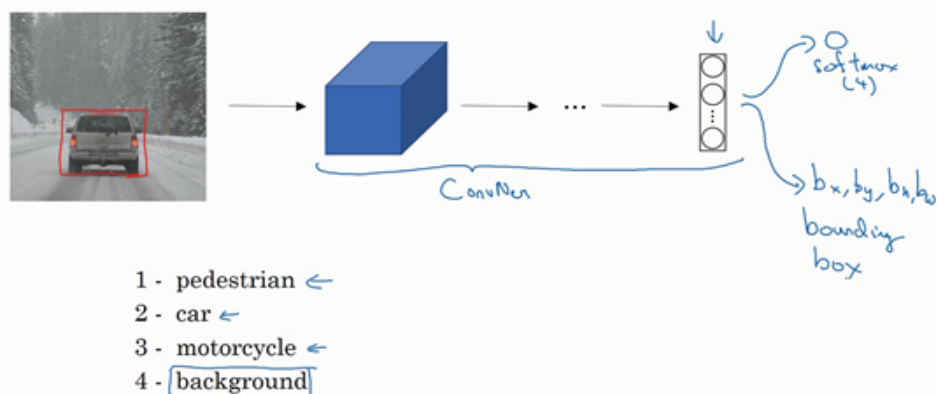 softmax
(4)
...
ConvNet
bx, by, bh, bw
bounding
box
1 - pedestrian
2 - car
3 - motorcycle
4 - background